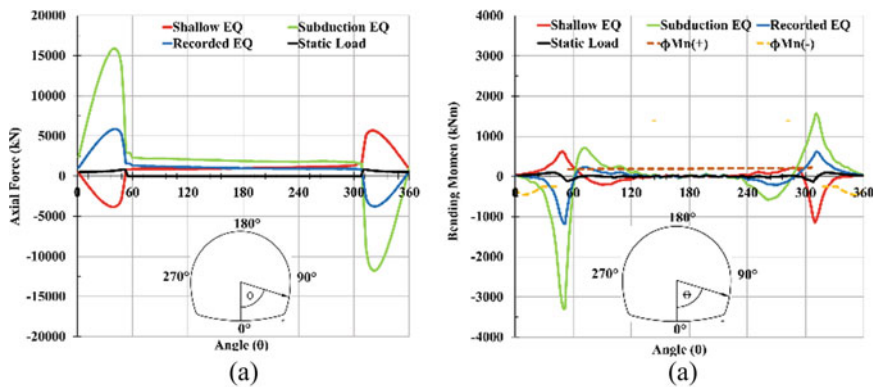 (a)
Shallow EQ Subduction EQ
Recorded EQ Static Load
Axial Force (kN)
20000
15000
10000
5000
0
-5000
-10000
-15000
-20000
0 60 120 180 240 300 360
180°
270° 90°
0°
Angle (θ)
(a)
(a)
Shallow EQ Subduction EQ Recorded EQ
Static Load ϕMn(+) ϕMn(-)
Bending Momen (kNm)
4000
3000
2000
1000
0
-1000
-2000
-3000
-4000
0 60 120 180 240 300 360
180°
270° 90°
θ
0°
Angle (θ)
(a)